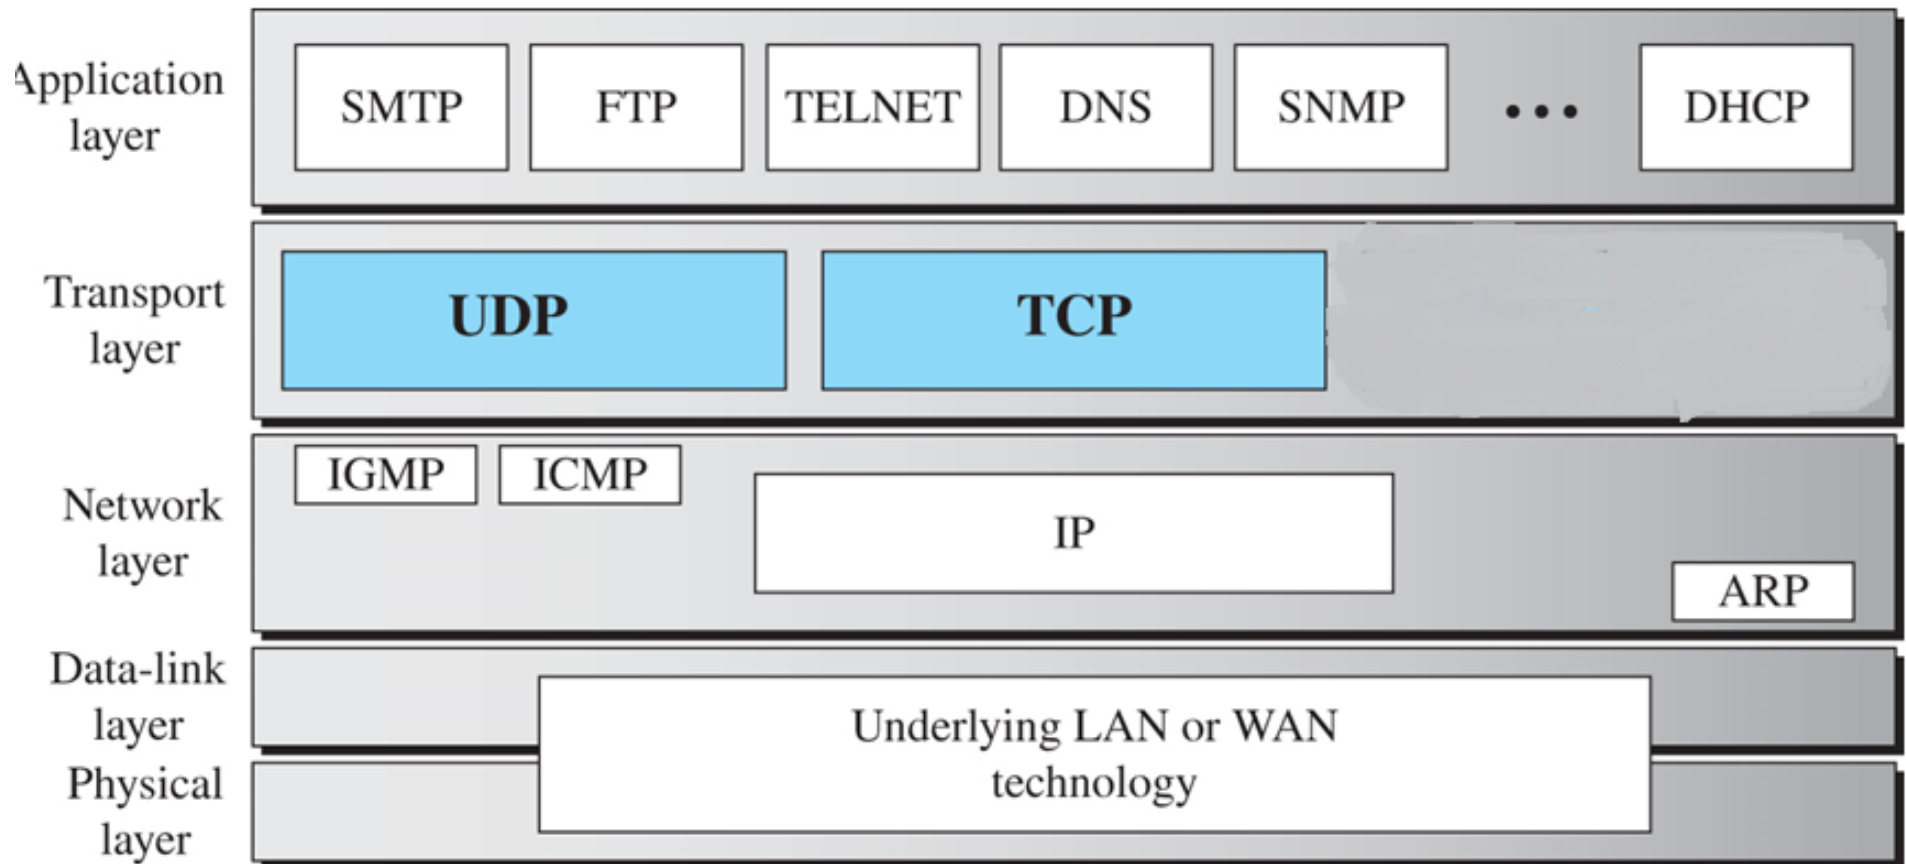 Application
layer
SMTP
FTP
TELNET
DNS
SNMP
...
DHCP
Transport
layer
UDP
TCP
Network
layer
IGMP
ICMP
IP
ARP
Data-link
layer
Underlying LAN or WAN
technology
Physical
layer